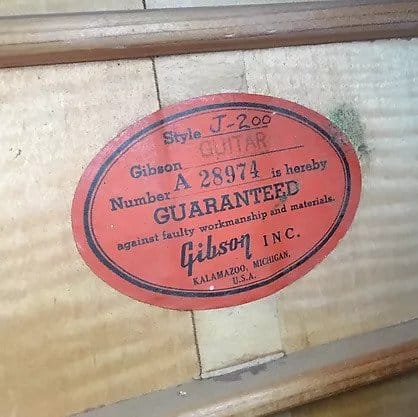 Style J-200
GUITAR
Gibson
Number A 28974 is hereby
GUARANTEED
against faulty workmanship and materials.
Gibson INC.
KALAMAZOO, MICHIGAN,
U.S.A.